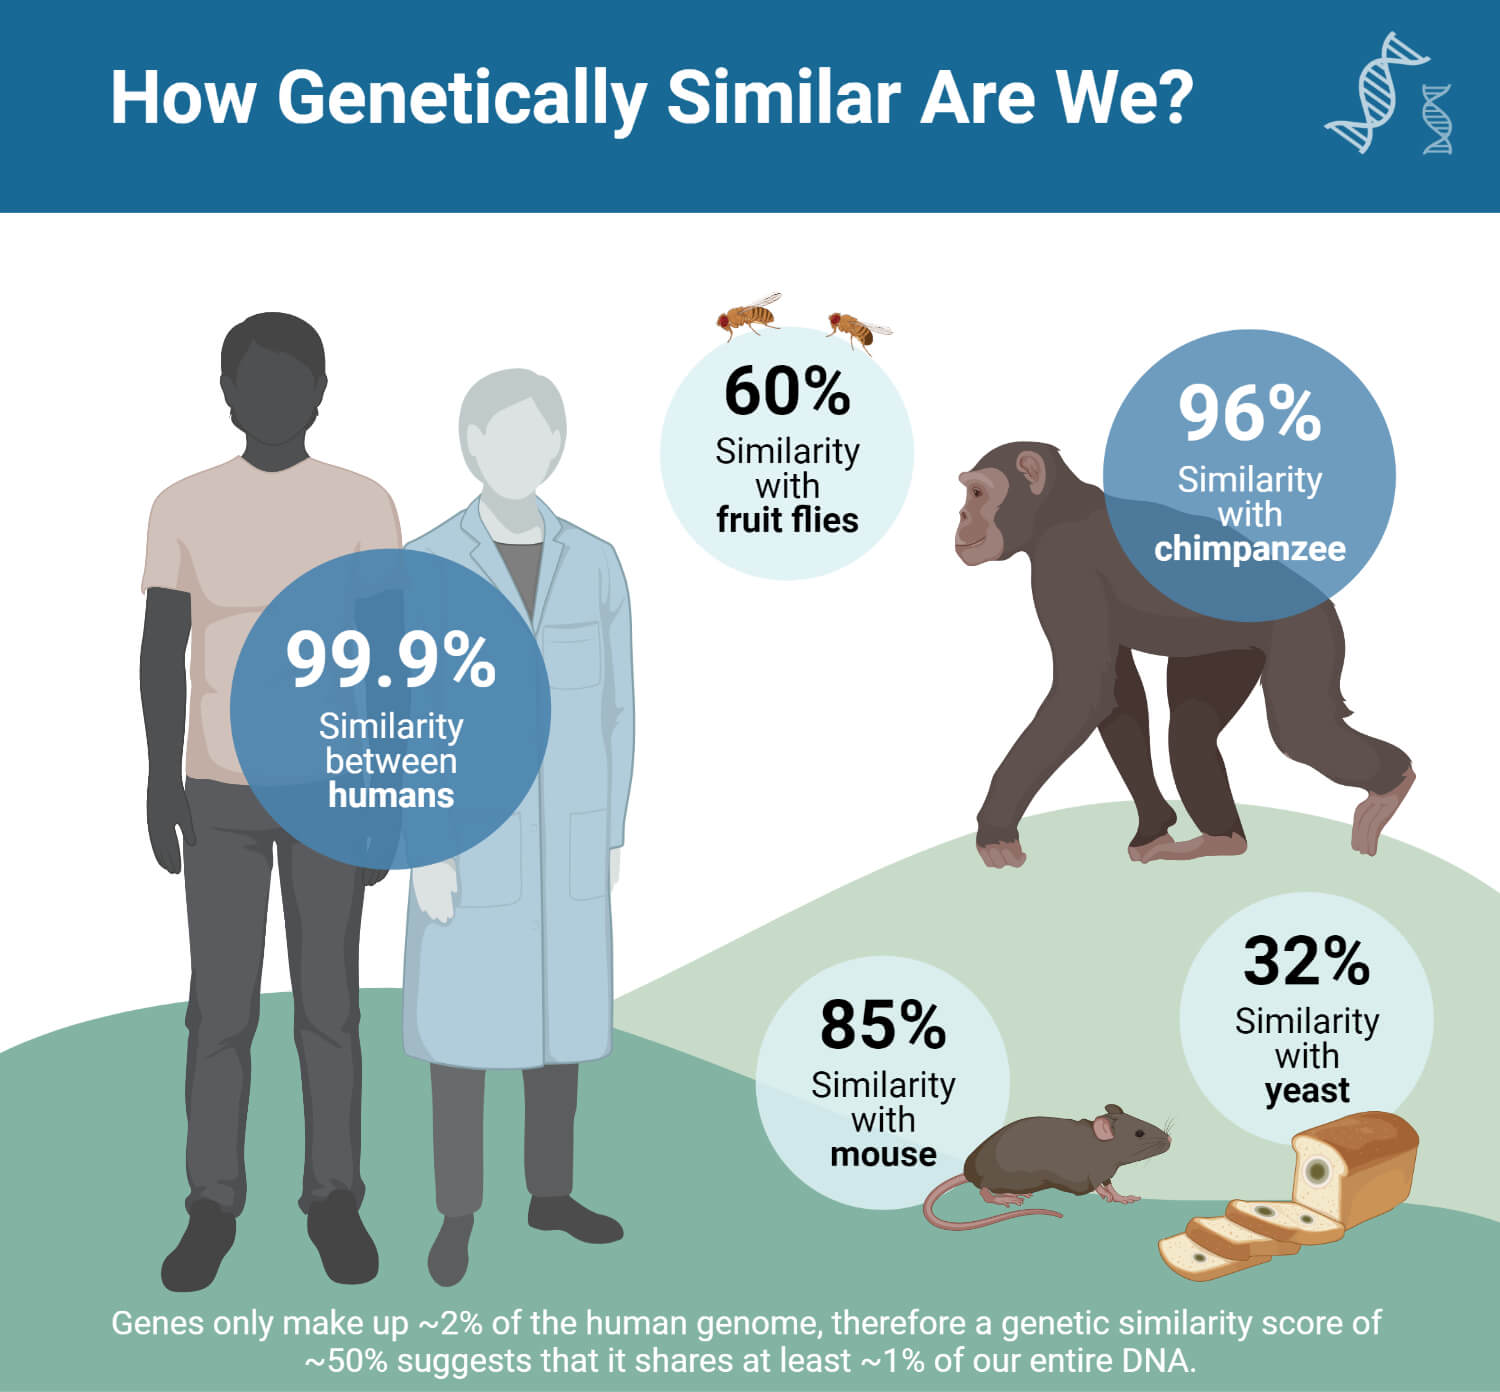 How Genetically Similar Are We?
60%
Similarity
with
fruit flies
96%
Similarity
with
chimpanzee
99.9%
Similarity
between
humans
85%
Similarity
with
mouse
32%
Similarity
with
yeast
Genes only make up ~2% of the human genome, therefore a genetic similarity score of
~50% suggests that it shares at least ~1% of our entire DNA.